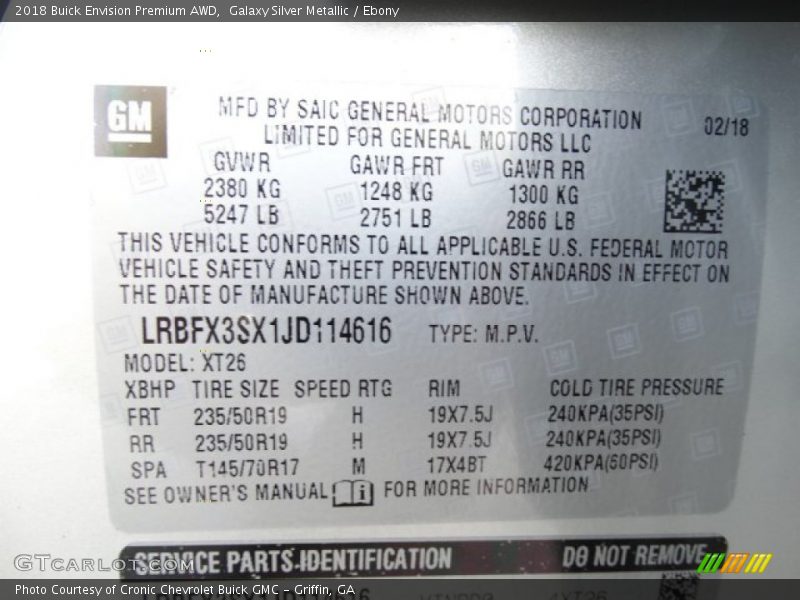 2018 Buick Envision Premium AWD,  Galaxy Silver Metallic / Ebony
GM
MFD BY SAIC GENERAL MOTORS CORPORATION
LIMITED FOR GENERAL MOTORS LLC
02/18
GVWR GAWR FRT GAWR RR
2380 KG 1248 KG 1300 KG
5247 LB 2751 LB 2866 LB
THIS VEHICLE CONFORMS TO ALL APPLICABLE U.S. FEDERAL MOTOR
VEHICLE SAFETY AND THEFT PREVENTION STANDARDS IN EFFECT ON
THE DATE OF MANUFACTURE SHOWN ABOVE.
LRBFX3SX1JD114616 TYPE: M.P.V.
MODEL: XT26
XBHP TIRE SIZE SPEED RTG RIM COLD TIRE PRESSURE
FRT 235/50R19 H 19X7.5J 240KPA(35PSI)
RR 235/50R19 H 19X7.5J 240KPA(35PSI)
SPA T145/70R17 M 17X4BT 420KPA(60PSI)
SEE OWNER'S MANUAL FOR MORE INFORMATION
SERVICE PARTS IDENTIFICATION DO NOT REMOVE
GTcarlot.com
LRBFX3SX1JD114616 4XT26
Photo Courtesy of Cronic Chevrolet Buick GMC - Griffin, GA